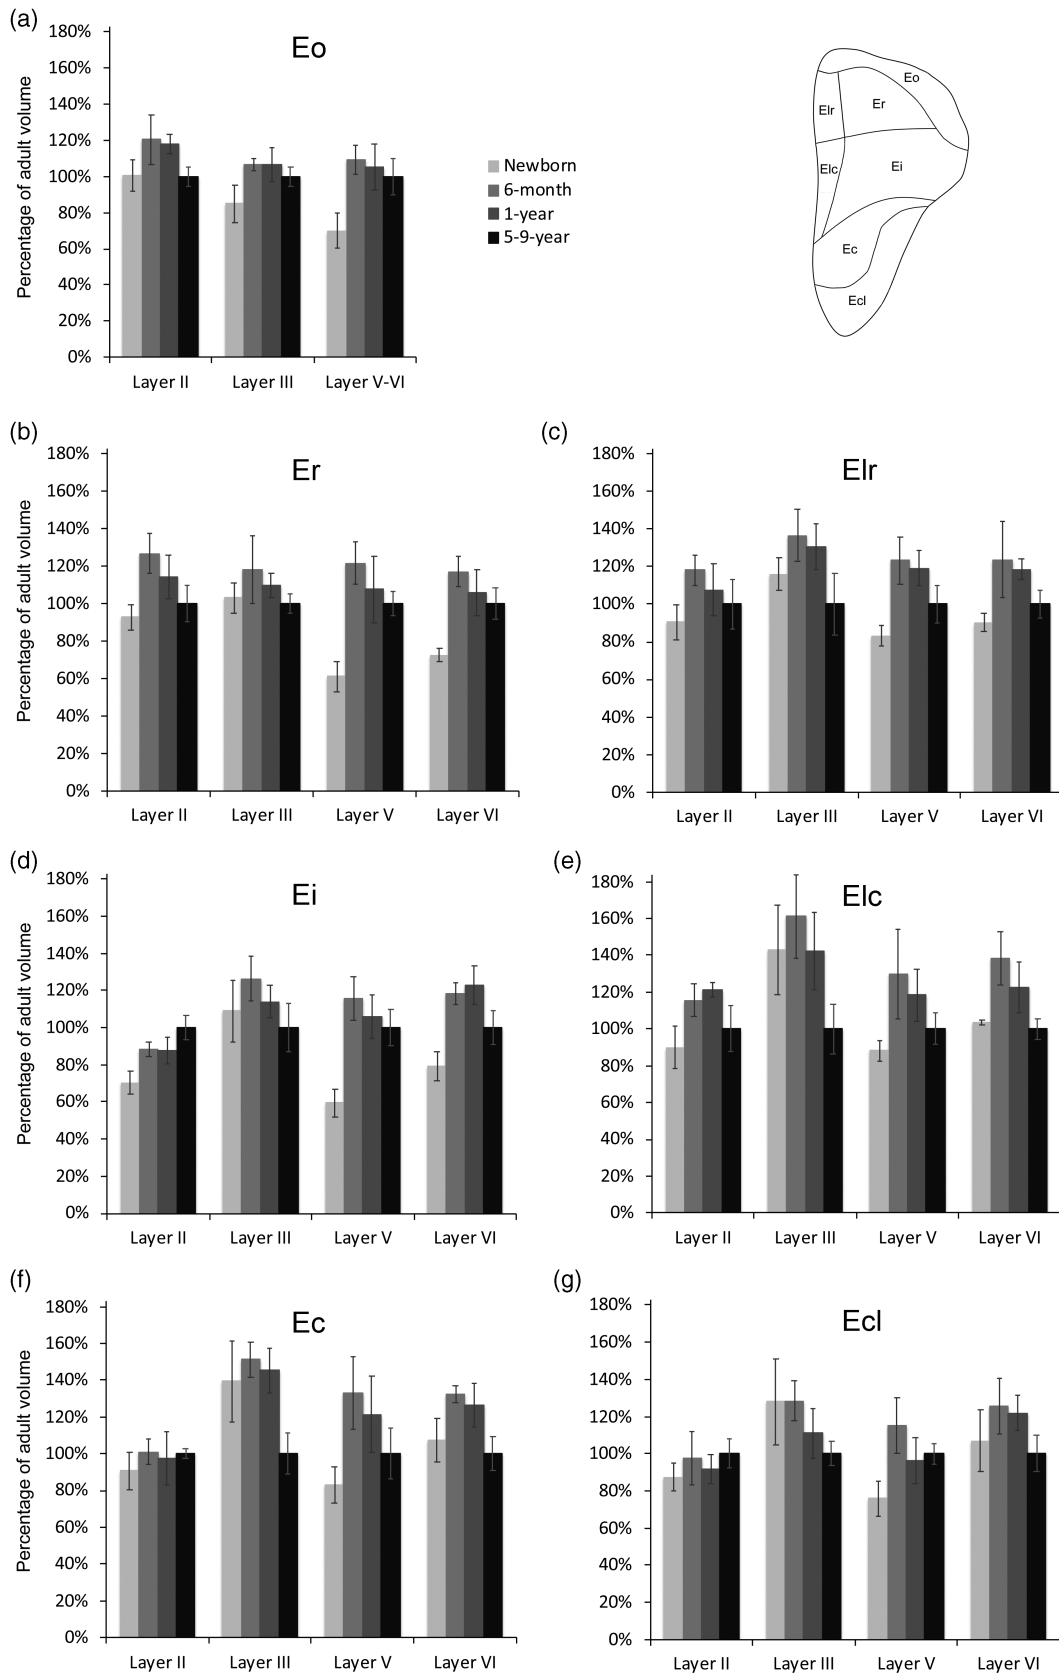 (a)
Eo
Percentage of adult volume
180%
160%
140%
120%
100%
80%
60%
40%
20%
0%
Layer II Layer III Layer V-VI
Newborn
6-month
1-year
5-9-year
Eo
Elr Er
Elc Ei
Ec
Ecl
(b)
Er
Percentage of adult volume
180%
160%
140%
120%
100%
80%
60%
40%
20%
0%
Layer II Layer III Layer V Layer VI
(c)
Elr
180%
160%
140%
120%
100%
80%
60%
40%
20%
0%
Layer II Layer III Layer V Layer VI
(d)
Ei
Percentage of adult volume
180%
160%
140%
120%
100%
80%
60%
40%
20%
0%
Layer II Layer III Layer V Layer VI
(e)
Elc
180%
160%
140%
120%
100%
80%
60%
40%
20%
0%
Layer II Layer III Layer V Layer VI
(f)
Ec
Percentage of adult volume
180%
160%
140%
120%
100%
80%
60%
40%
20%
0%
Layer II Layer III Layer V Layer VI
(g)
Ecl
180%
160%
140%
120%
100%
80%
60%
40%
20%
0%
Layer II Layer III Layer V Layer VI